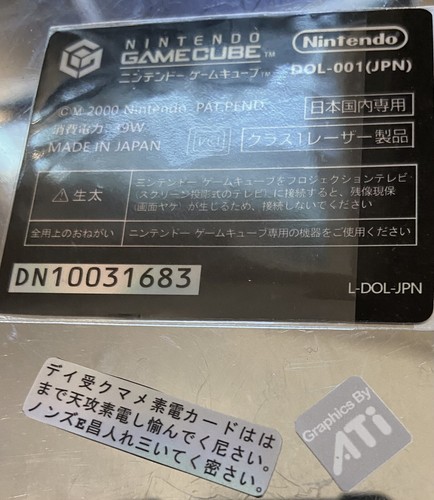 NINTENDO
GAMECUBE™
ニンテンドー ゲームキューブ™
Nintendo
DOL-001(JPN)
© M 2000 Nintendo PAT.PEND.
消費電力: 39W
MADE IN JAPAN
日本国内専用
クラス1レーザー製品
⚠生太
ニンテンドー ゲームキューブをプロジェクションテレビ
(スクリーン投影式のテレビ)に接続すると、残像現保
(画面ヤケ)が生じるため、接続しないでください
全用上のおねがい
ニンテンドー ゲームキューブ専用の機器をご使用ください
DN10031683
L-DOL-JPN
デイ受クマメ素電カードはは
まで天攻素電し愉んでく尼さい。
ノンズE昌人れ三いてく密さい。
Graphics By
ATi